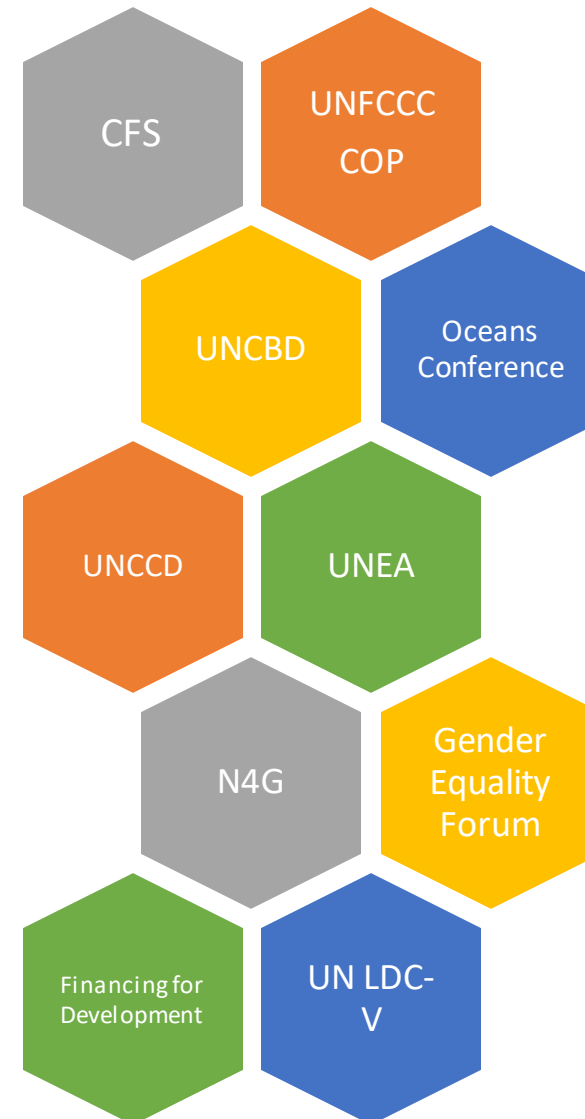 CFS
UNFCCC
COP
UNCBD
Oceans
Conference
UNCCD
UNEA
N4G
Gender
Equality
Forum
Financing for
Development
UN LDC-
V